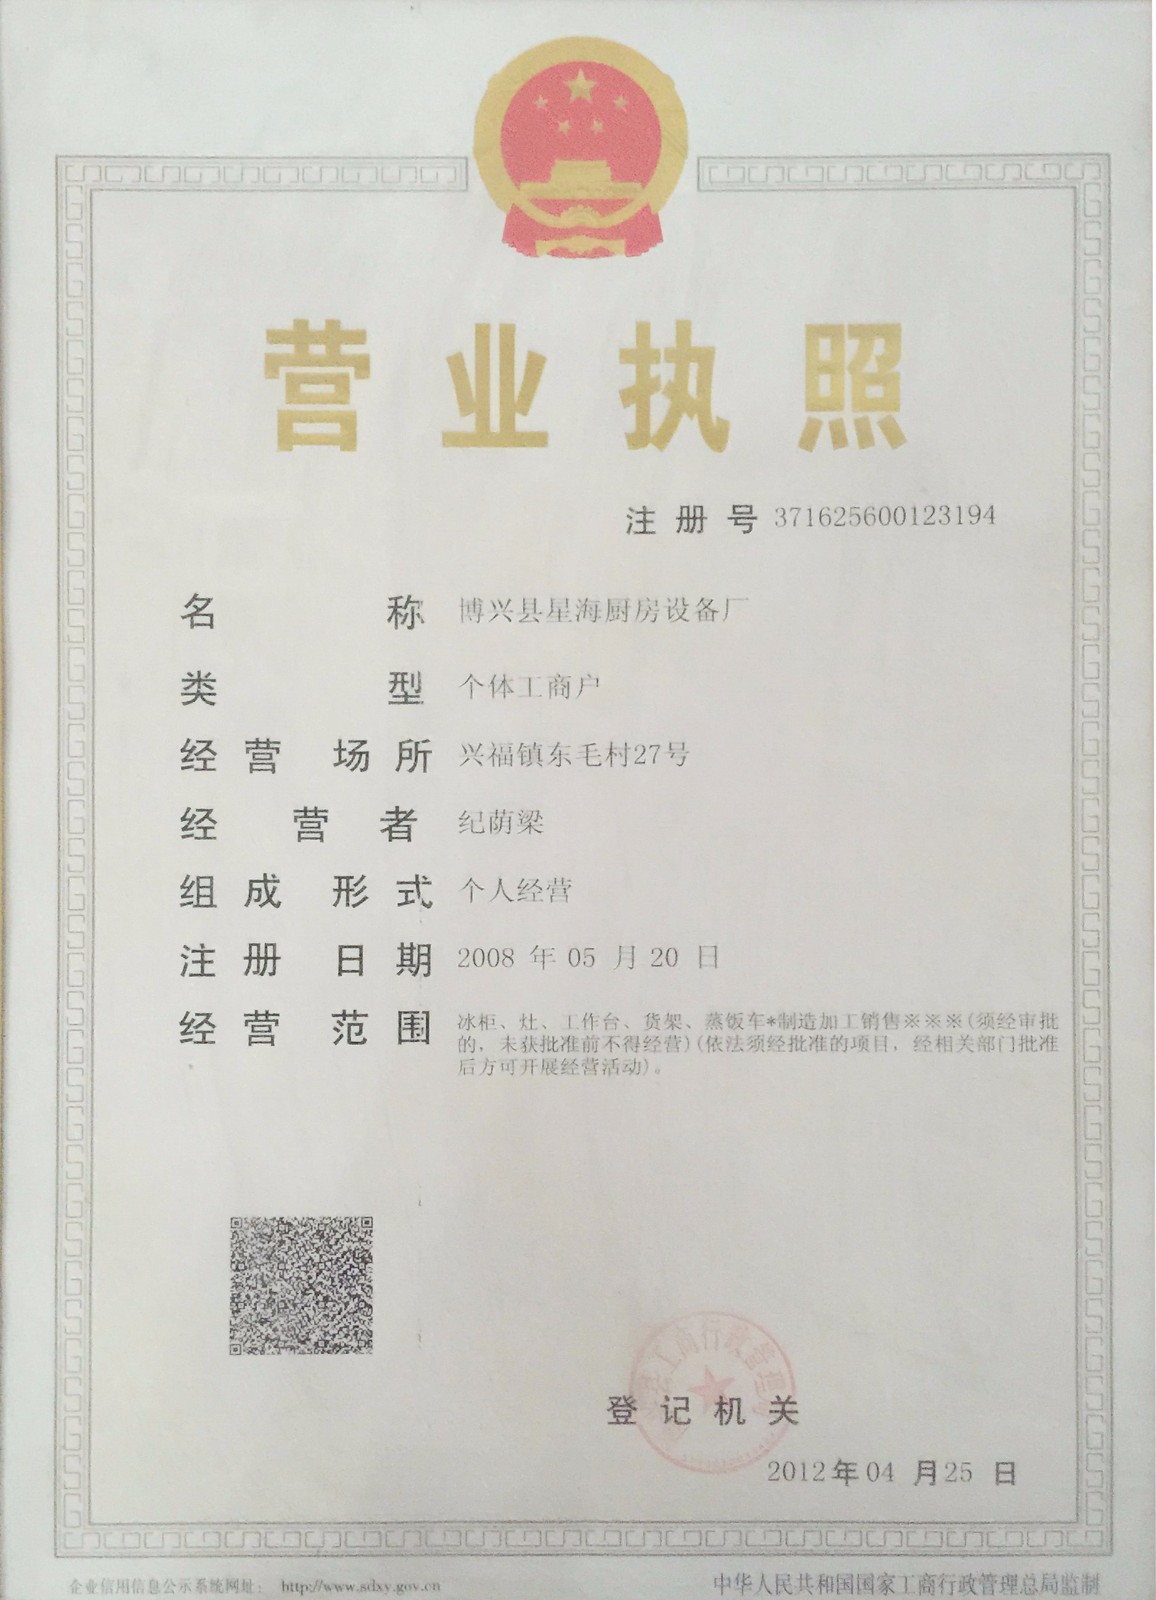 营业执照
注册号 371625600123194
名称 博兴县星海厨房设备厂
类型 个体工商户
经营场所 兴福镇东毛村27号
经营者 纪荫梁
组成形式 个人经营
注册日期 2008 年 05 月 20 日
经营范围 冰柜、灶、工作台、货架、蒸饭车*制造加工销售※※※(须经审批
的，未获批准前不得经营)(依法须经批准的项目，经相关部门批准
后方可开展经营活动)。
县工商行政管理
登记机关
2012年04 月25 日
企业信用信息公示系统网址： http://www.sdxy.gov.cn
中华人民共和国国家工商行政管理总局监制